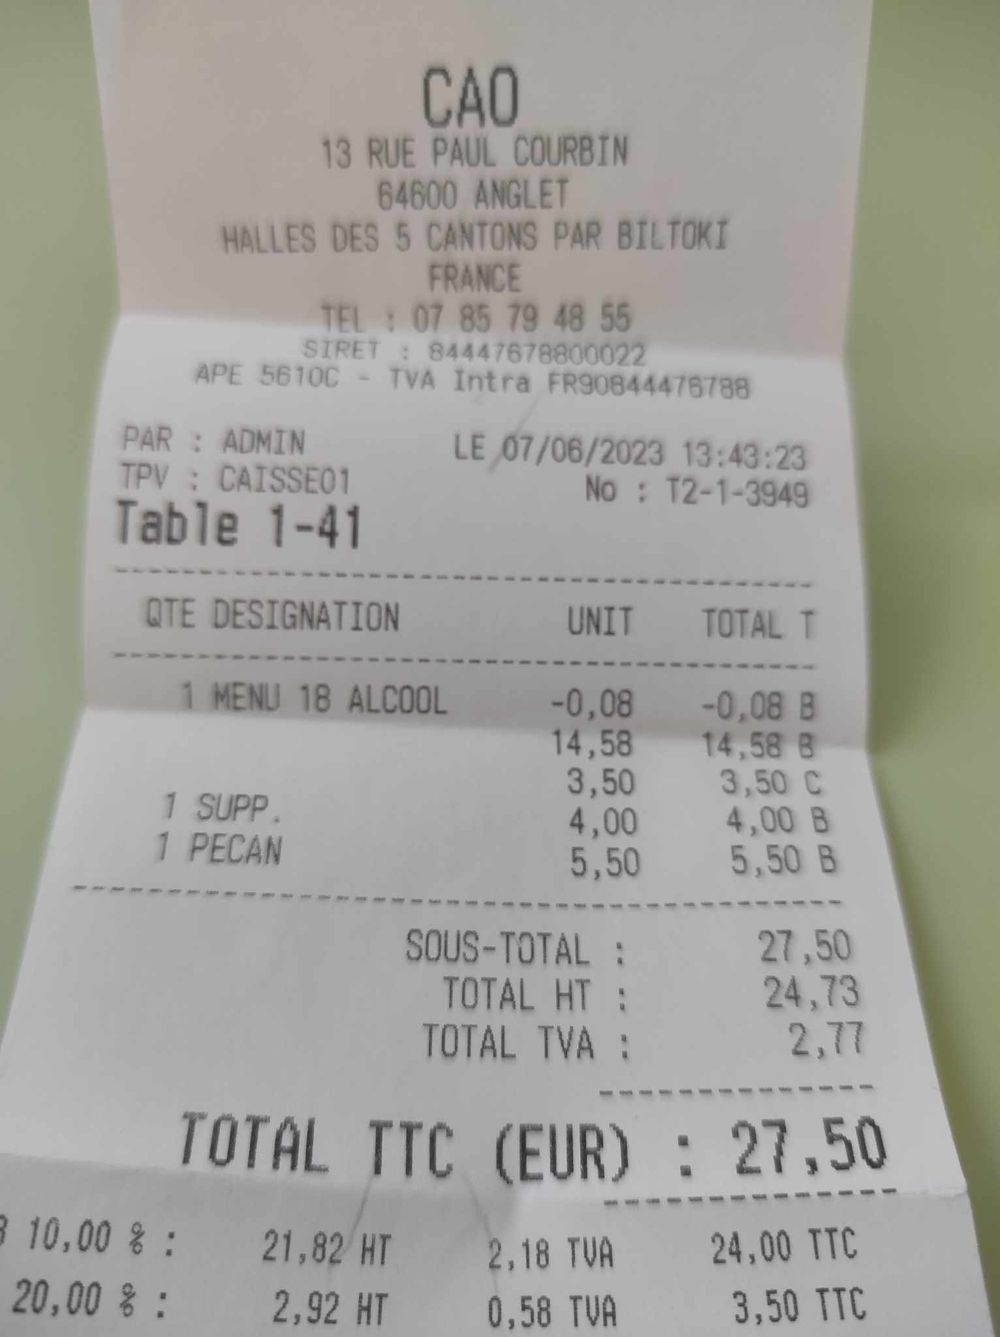 CAO
13 RUE PAUL COURBIN
64600 ANGLET
HALLES DES 5 CANTONS PAR BILTOKI
FRANCE
TEL : 07 85 79 48 55
SIRET : 84447678800022
APE 5610C - TVA Intra FR90844476788
PAR : ADMIN LE 07/06/2023 13:43:23
TPV : CAISSE01 No : T2-1-3949
Table 1-41
QTE DESIGNATION UNIT TOTAL T
1 MENU 18 ALCOOL -0,08 -0,08 B
14,58 14,58 B
3,50 3,50 C
1 SUPP. 4,00 4,00 B
1 PECAN 5,50 5,50 B
SOUS-TOTAL : 27,50
TOTAL HT : 24,73
TOTAL TVA : 2,77
TOTAL TTC (EUR) : 27,50
B 10,00 % : 21,82 HT 2,18 TVA 24,00 TTC
20,00 % : 2,92 HT 0,58 TVA 3,50 TTC